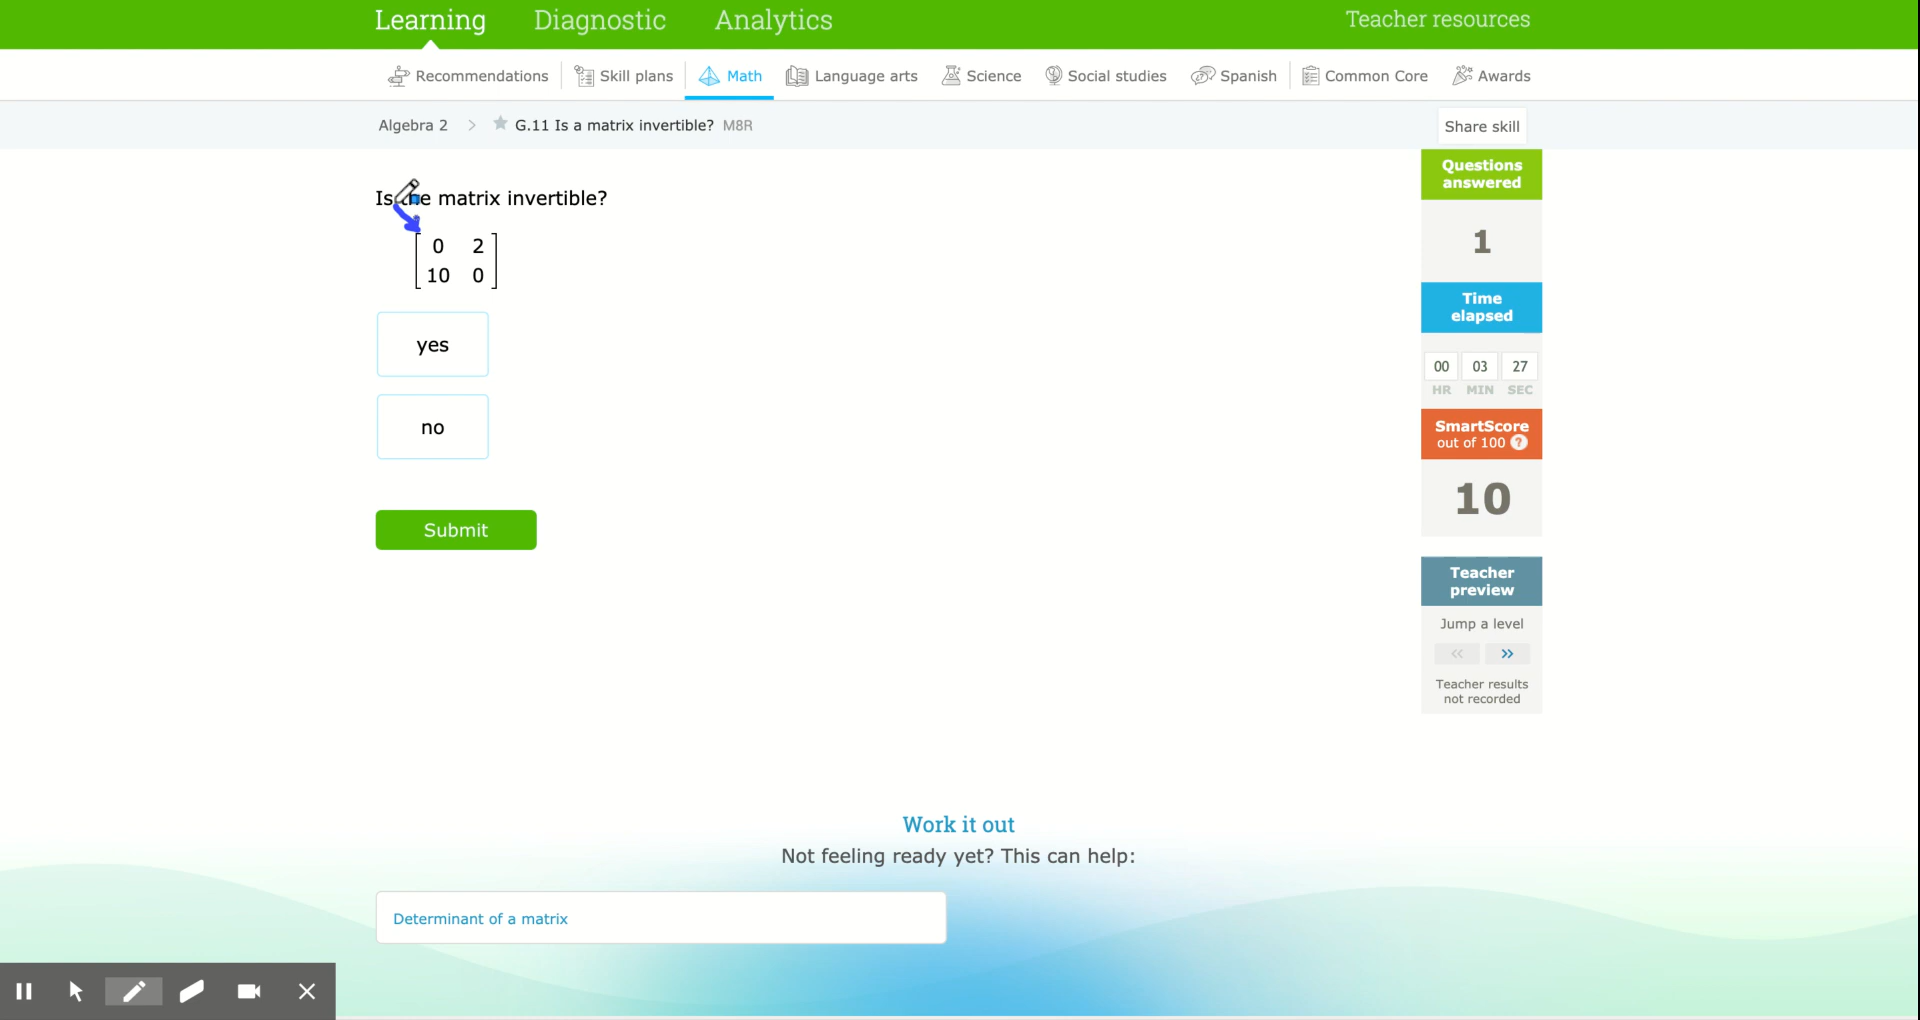 Learning Diagnostic Analytics Teacher resources
Recommendations Skill plans Math Language arts Science Social studies Spanish Common Core Awards
Algebra 2 > G.11 Is a matrix invertible? M8R
Share skill
Is the matrix invertible?
0 2
10 0
yes
no
Submit
Questions
answered
1
Time
elapsed
00 03 27
HR MIN SEC
SmartScore
out of 100 ?
10
Teacher
preview
Jump a level
<< >>
Teacher results
not recorded
Work it out
Not feeling ready yet? This can help:
Determinant of a matrix